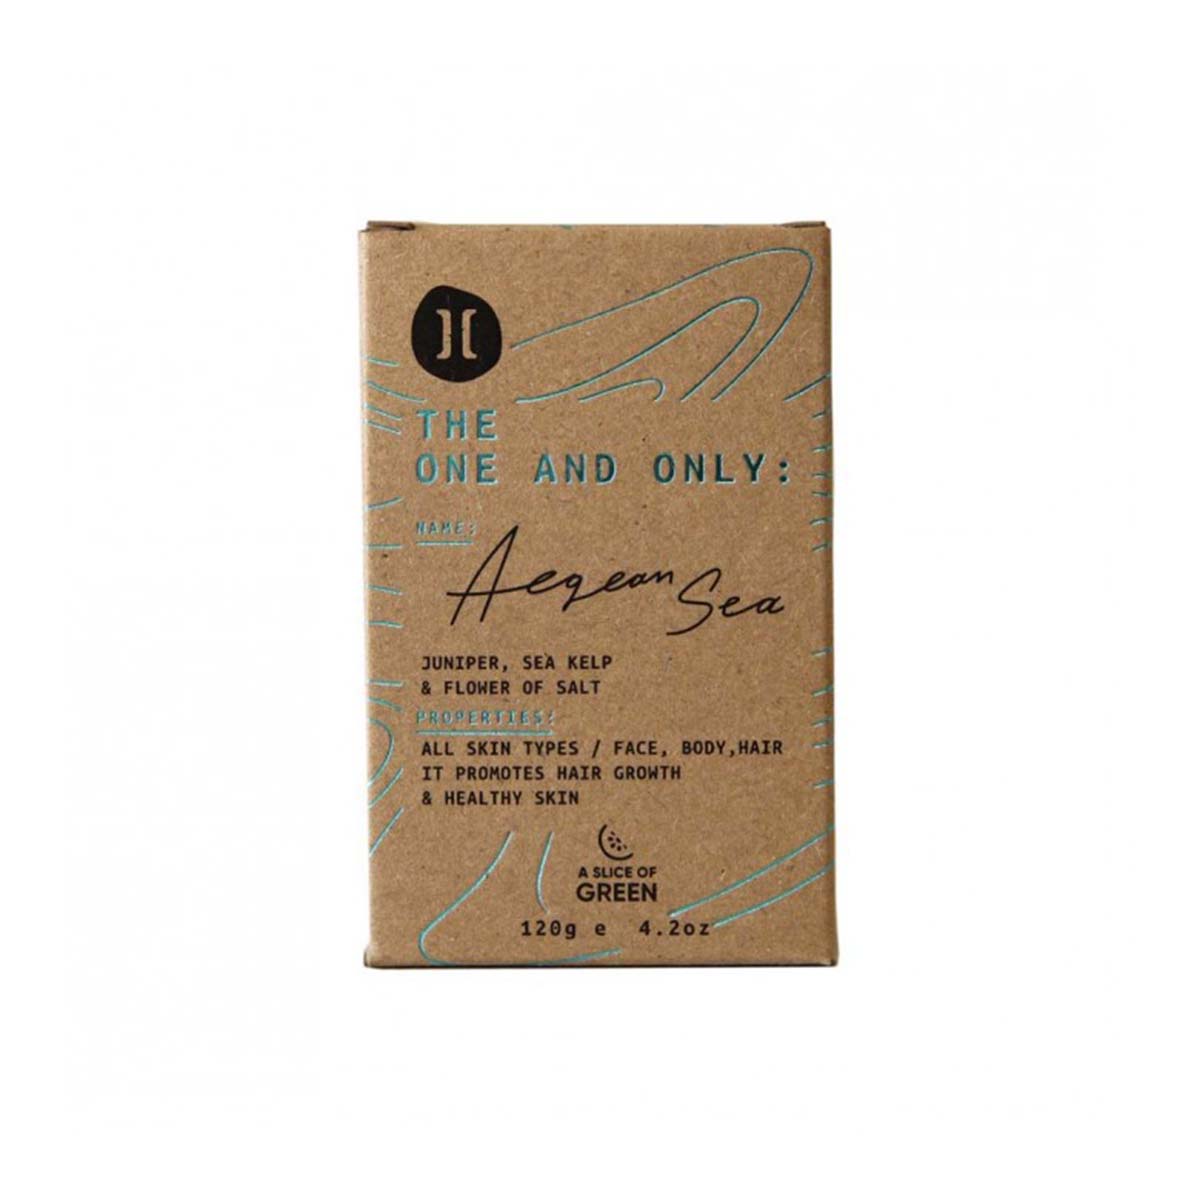 THE
ONE AND ONLY:
NAME:
Aegean Sea
JUNIPER, SEA KELP
& FLOWER OF SALT
PROPERTIES:
ALL SKIN TYPES / FACE, BODY,HAIR
IT PROMOTES HAIR GROWTH
& HEALTHY SKIN
A SLICE OF
GREEN
120g e 4.2oz